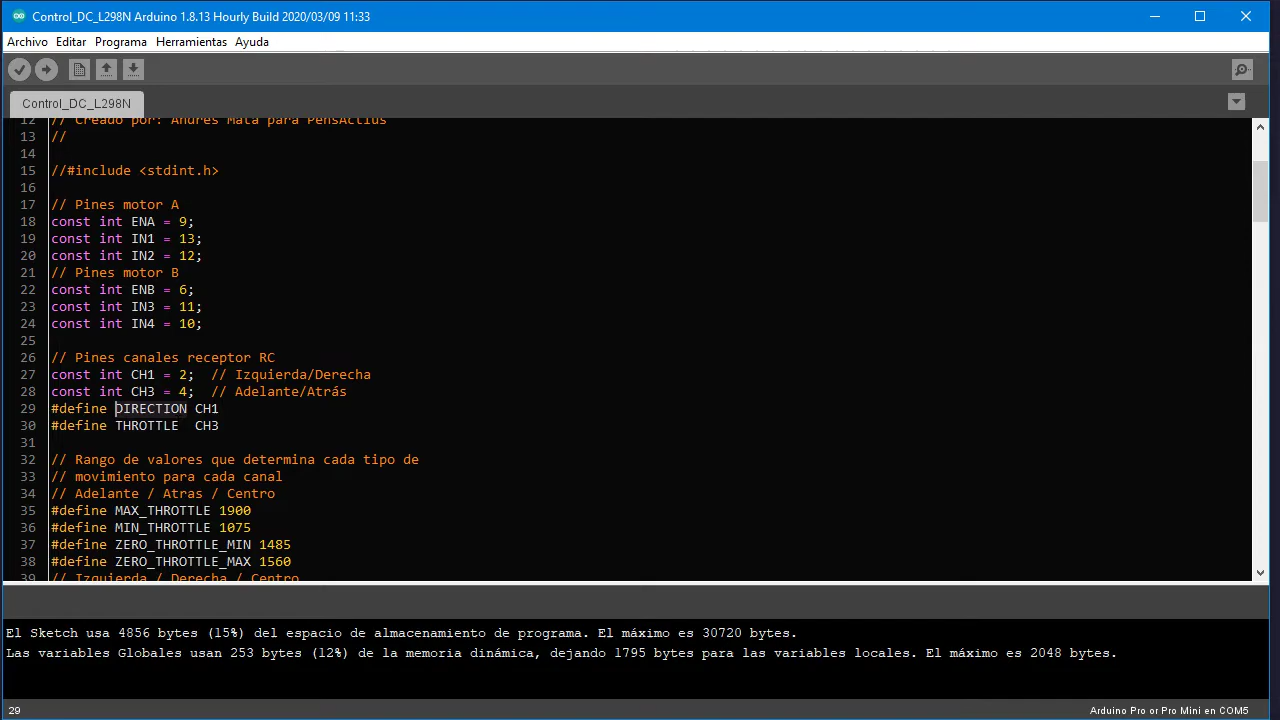 Control_DC_L298N Arduino 1.8.13 Hourly Build 2020/03/09 11:33
Archivo Editar Programa Herramientas Ayuda
Control_DC_L298N
12 // Creado por: Andrés Mata para PensActius
13 //
14
15 //#include <stdint.h>
16
17 // Pines motor A
18 const int ENA = 9;
19 const int IN1 = 13;
20 const int IN2 = 12;
21 // Pines motor B
22 const int ENB = 6;
23 const int IN3 = 11;
24 const int IN4 = 10;
25
26 // Pines canales receptor RC
27 const int CH1 = 2;  // Izquierda/Derecha
28 const int CH3 = 4;  // Adelante/Atrás
29 #define DIRECTION CH1
30 #define THROTTLE  CH3
31
32 // Rango de valores que determina cada tipo de
33 // movimiento para cada canal
34 // Adelante / Atras / Centro
35 #define MAX_THROTTLE 1900
36 #define MIN_THROTTLE 1075
37 #define ZERO_THROTTLE_MIN 1485
38 #define ZERO_THROTTLE_MAX 1560
39 // Izquierda / Derecha / Centro
El Sketch usa 4856 bytes (15%) del espacio de almacenamiento de programa. El máximo es 30720 bytes.
Las variables Globales usan 253 bytes (12%) de la memoria dinámica, dejando 1795 bytes para las variables locales. El máximo es 2048 bytes.
29 Arduino Pro or Pro Mini en COM5